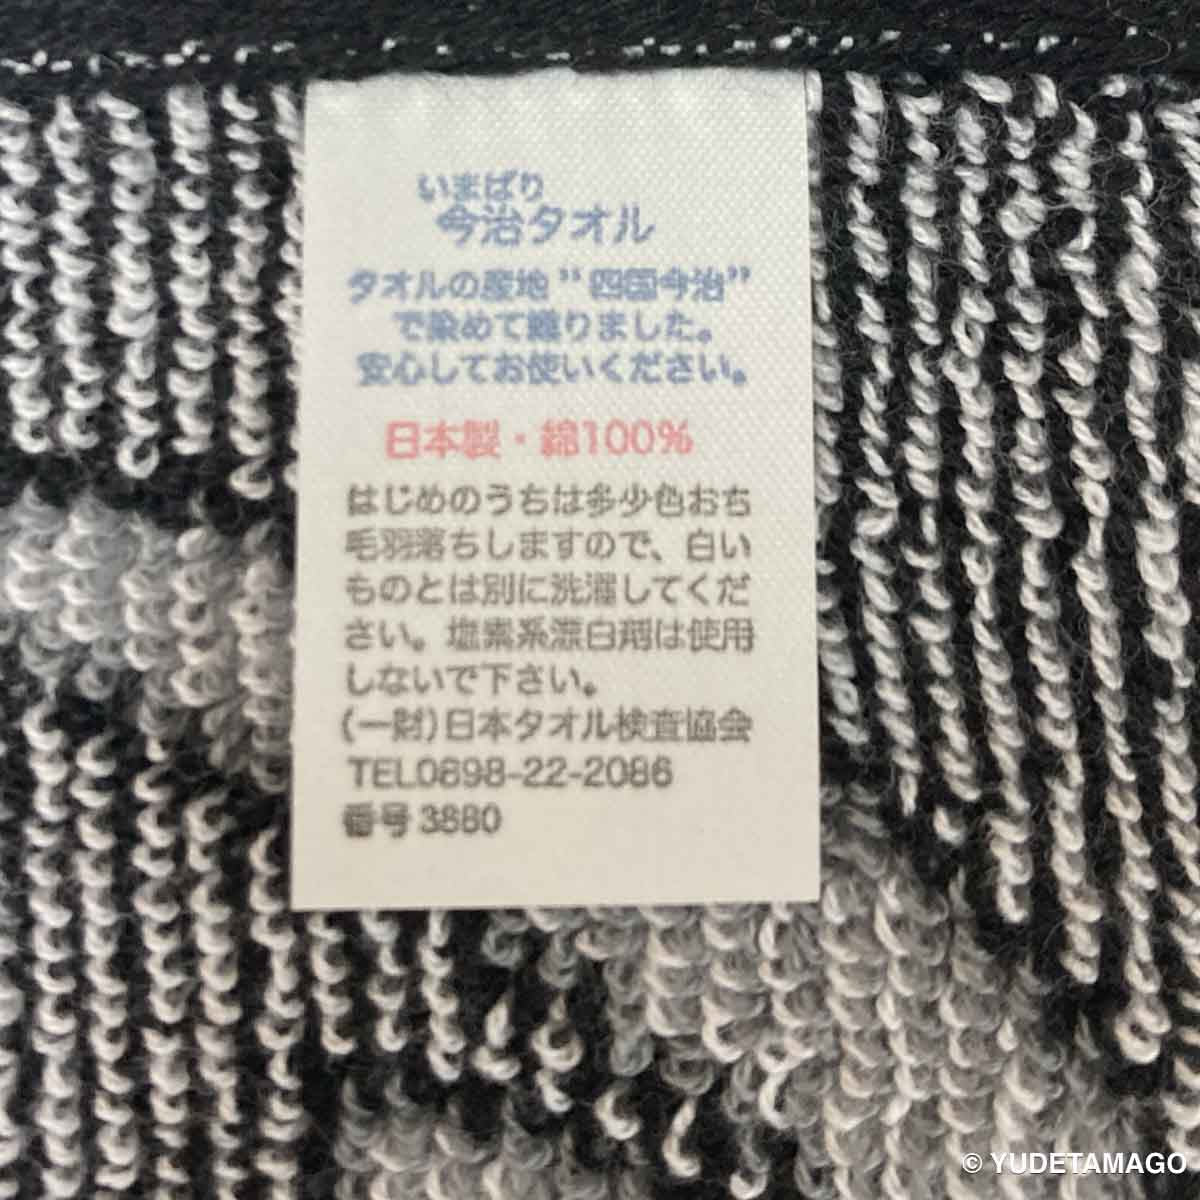 いまばり
今治タオル
タオルの産地“四国今治”
で染めて織りました。
安心してお使いください。
日本製・綿100%
はじめのうちは多少色おち
毛羽落ちしますので、白い
ものとは別に洗濯してくだ
さい。塩素系漂白剤は使用
しないで下さい。
(一財)日本タオル検査協会
TEL0898-22-2086
番号3880
© YUDETAMAGO